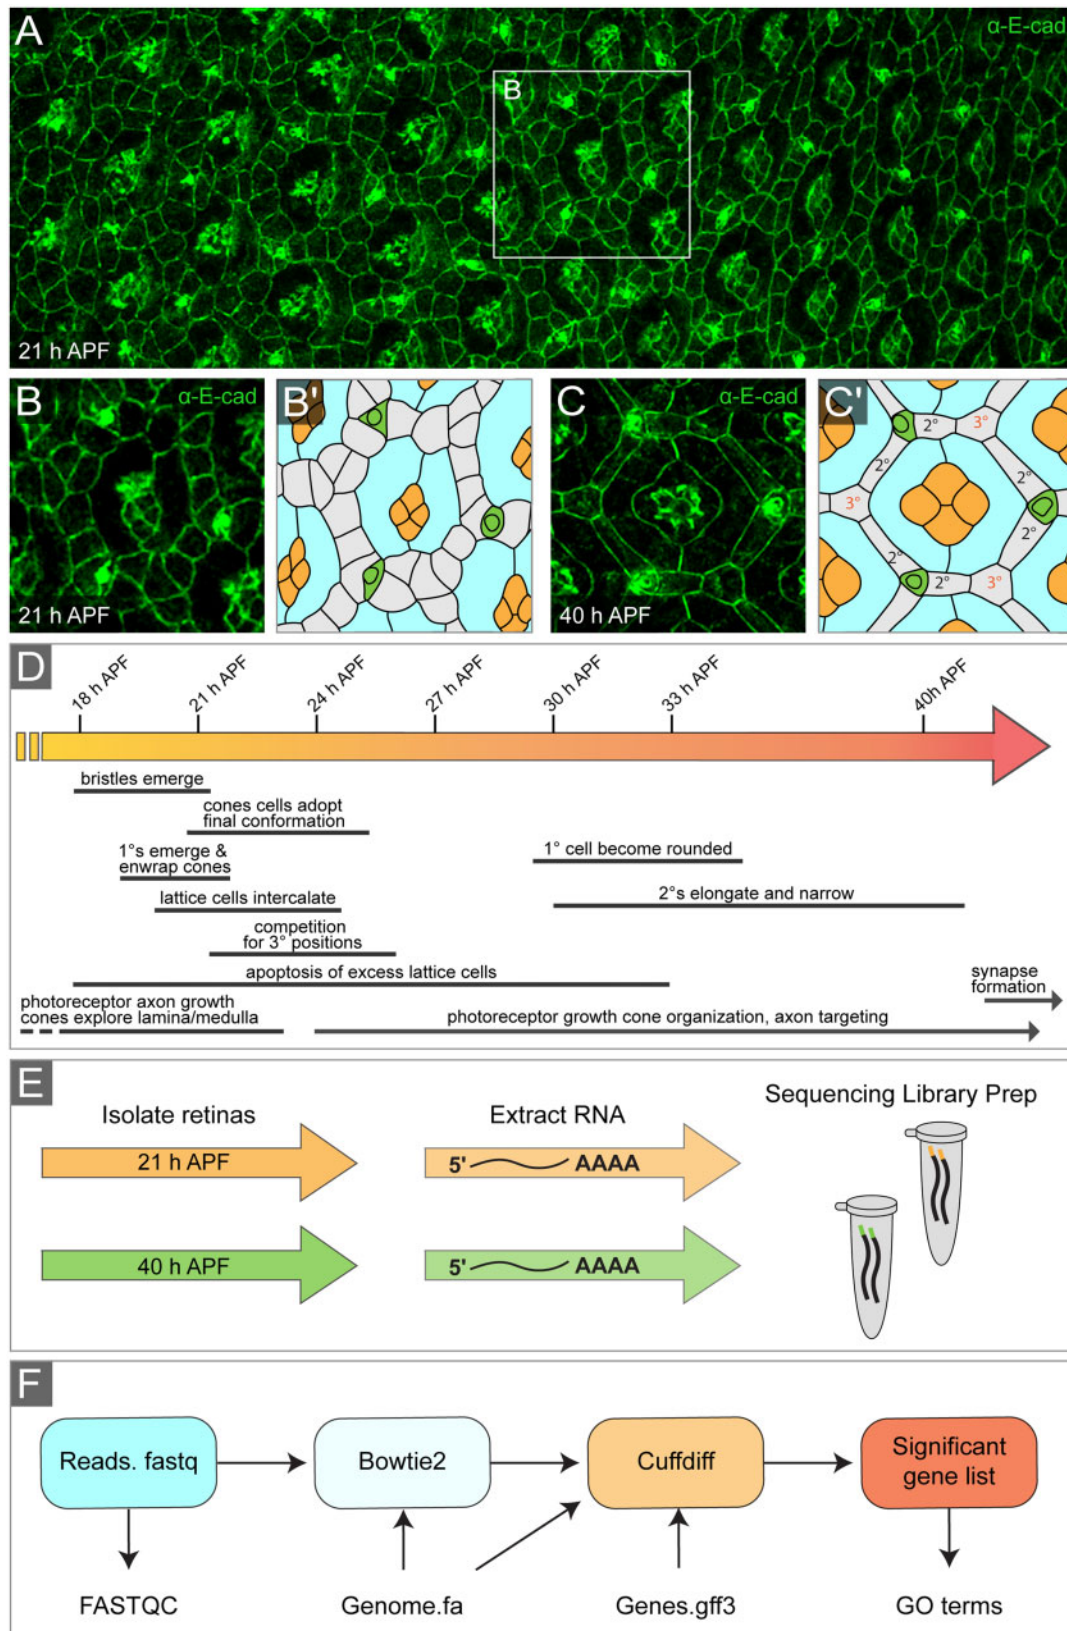 A
α-E-cad
B
21 h APF
B
α-E-cad
21 h APF
B'
C
α-E-cad
40 h APF
C'
2°
3°
2°
2°
3°
2°
2°
2°
3°
D
18 h APF
21 h APF
24 h APF
27 h APF
30 h APF
33 h APF
40h APF
bristles emerge
cones cells adopt
final conformation
1°s emerge &
enwrap cones
1° cell become rounded
lattice cells intercalate
2°s elongate and narrow
competition
for 3° positions
apoptosis of excess lattice cells
synapse
formation
photoreceptor axon growth
cones explore lamina/medulla
photoreceptor growth cone organization, axon targeting
E
Isolate retinas
Extract RNA
Sequencing Library Prep
21 h APF
5' AAAA
40 h APF
5' AAAA
F
Reads. fastq
Bowtie2
Cuffdiff
Significant
gene list
FASTQC
Genome.fa
Genes.gff3
GO terms